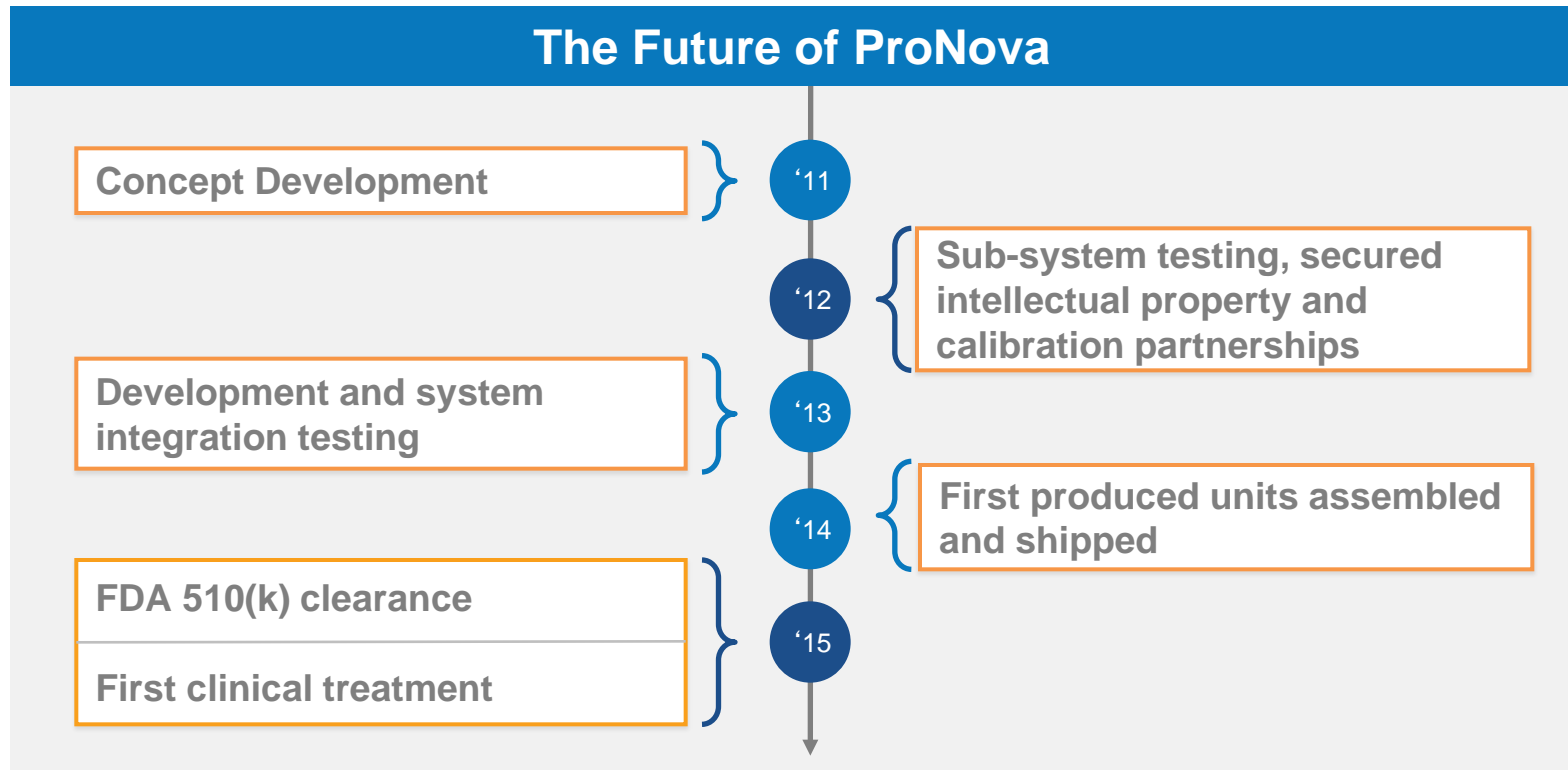 The Future of ProNova
Concept Development
‘11
‘12
Sub-system testing, secured
intellectual property and
calibration partnerships
Development and system
integration testing
‘13
‘14
First produced units assembled
and shipped
FDA 510(k) clearance
First clinical treatment
‘15